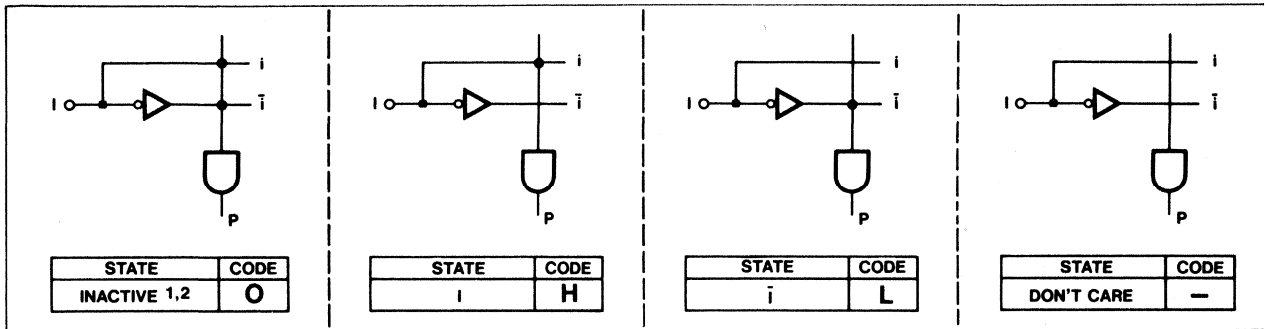 I i
i̅
P
STATE CODE
INACTIVE 1,2 O
I i
i̅
P
STATE CODE
I H
I i
i̅
P
STATE CODE
i̅ L
I i
i̅
P
STATE CODE
DON'T CARE –